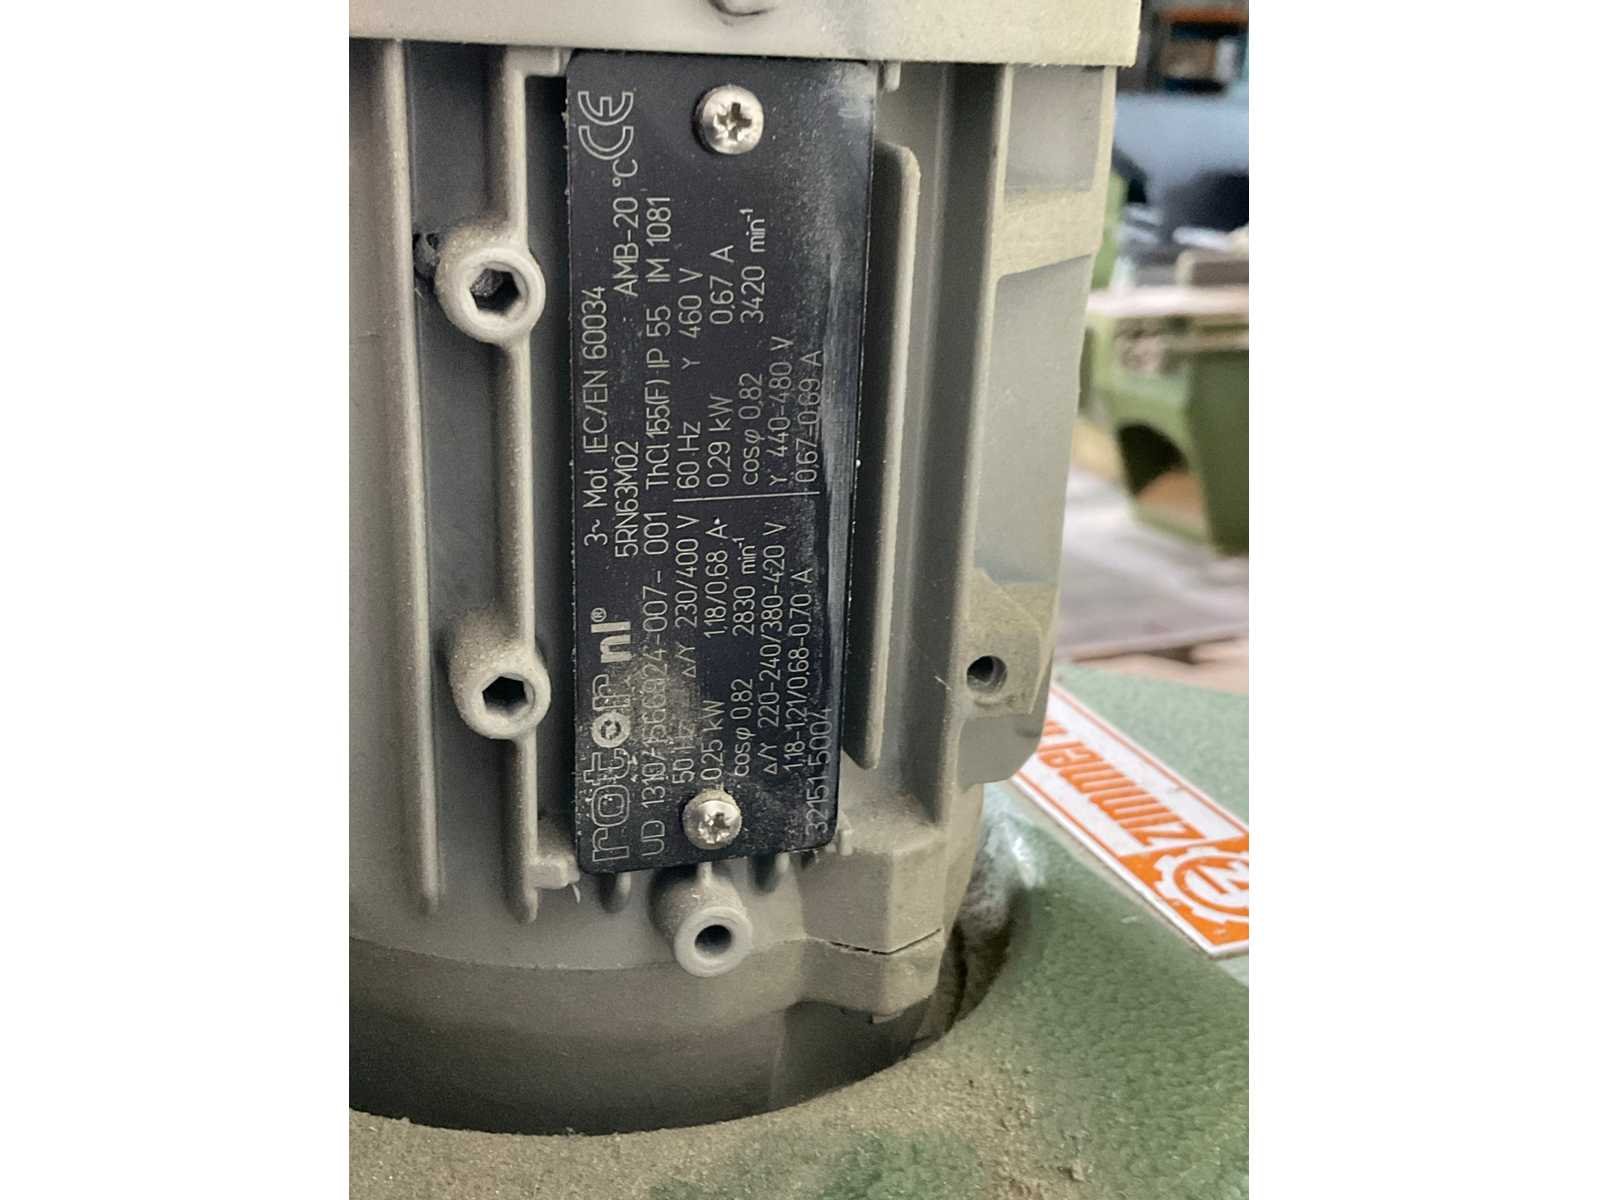 rotor nl®
3~ Mot IEC/EN 60034
CE
5RN63M02
AMB-20 °C
UD 1310/ 001 ThCl 155(F) IP 55 IM 1081
50 Hz Δ/Y 230/400 V 60 Hz Y 460 V
0,25 kW 1,18/0,68 A 0,29 kW 0,67 A
cosφ 0,82 2830 min⁻¹ cosφ 0,82 3420 min⁻¹
Δ/Y 220-240/380-420 V Y 440-480 V
1,18-1,21/0,68-0,70 A 0,67-0,69 A
32151 5004
zimmer